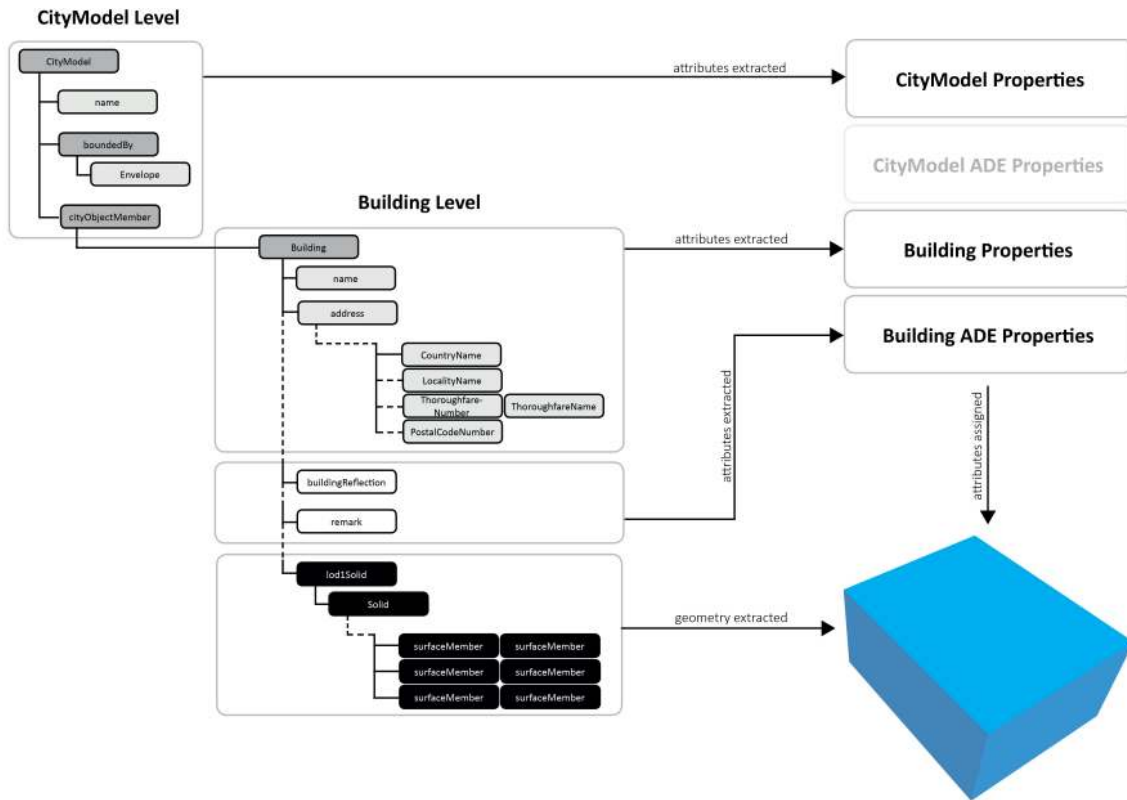 CityModel Level
CityModel
name
boundedBy
Envelope
cityObjectMember
attributes extracted
CityModel Properties
CityModel ADE Properties
Building Level
Building
name
address
CountryName
LocalityName
Thoroughfare-
Number
ThoroughfareName
PostalCodeNumber
attributes extracted
Building Properties
buildingReflection
remark
attributes extracted
Building ADE Properties
attributes assigned
lod1Solid
Solid
surfaceMember surfaceMember
surfaceMember surfaceMember
surfaceMember surfaceMember
geometry extracted